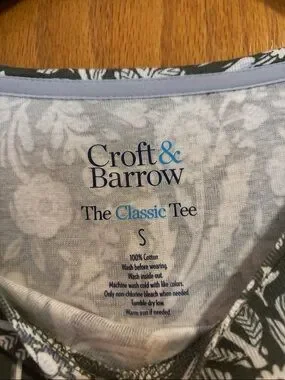 Croft&
Barrow
The Classic Tee
S
100% Cotton
Wash before wearing.
Wash inside out.
Machine wash cold with like colors.
Only non-chlorine bleach when needed.
Tumble dry low.
Warm iron if needed.